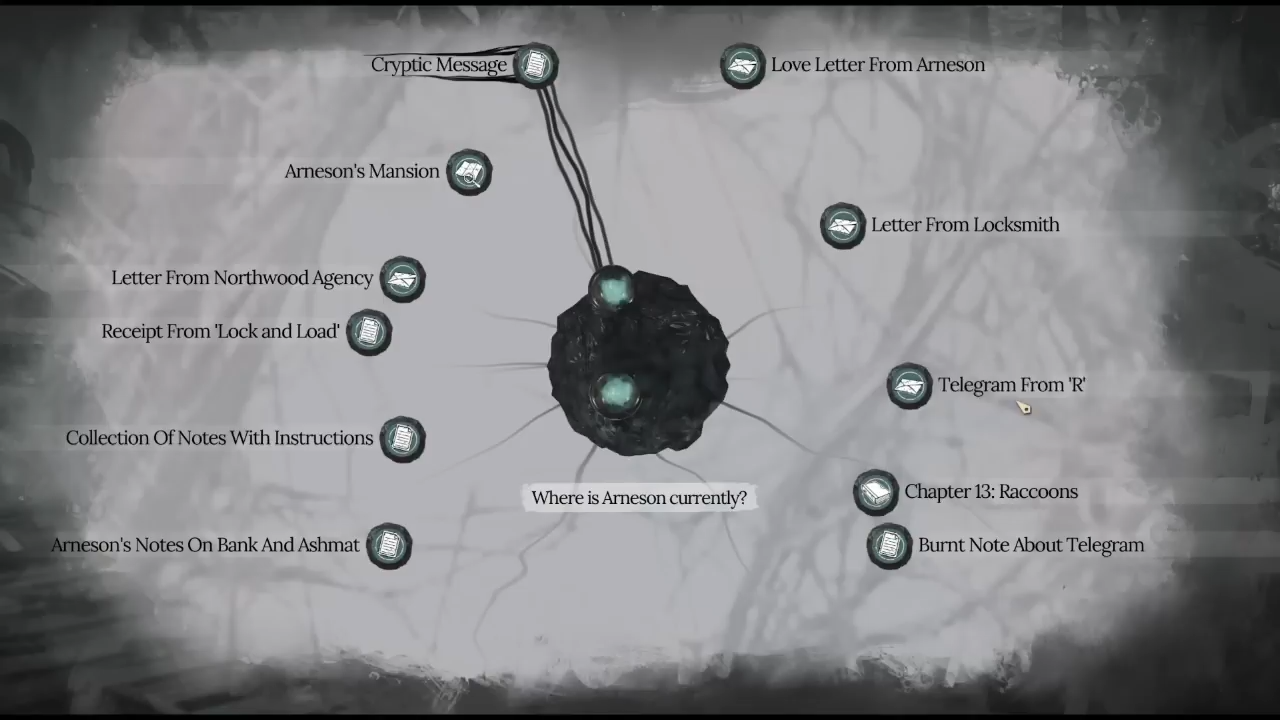 Cryptic Message
Love Letter From Arneson
Arneson's Mansion
Letter From Locksmith
Letter From Northwood Agency
Receipt From 'Lock and Load'
Telegram From 'R'
Collection Of Notes With Instructions
Chapter 13: Raccoons
Where is Arneson currently?
Arneson's Notes On Bank And Ashmat
Burnt Note About Telegram